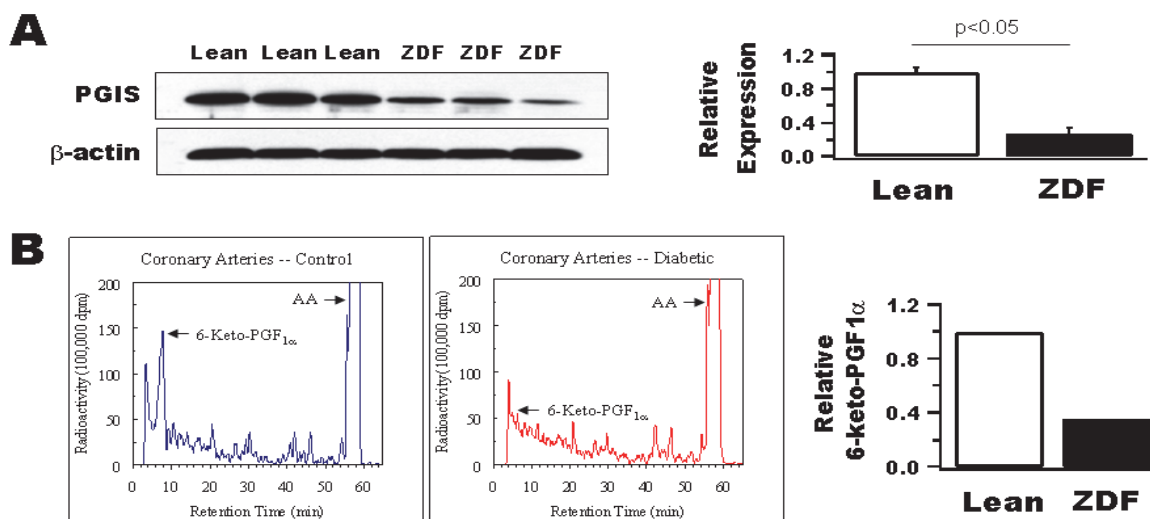 A
Lean Lean Lean ZDF ZDF ZDF
PGIS
β-actin
p<0.05
Relative
Expression
1.2
0.8
0.4
0.0
Lean ZDF
B
Coronary Arteries -- Control
Radioactivity (100,000 dpm)
200
150
100
50
0
AA
6-Keto-PGF1α
0 10 20 30 40 50 60
Retention Time (min)
Coronary Arteries -- Diabetic
Radioactivity (100,000 dpm)
200
150
100
50
0
AA
6-Keto-PGF1α
0 10 20 30 40 50 60
Retention Time (min)
Relative
6-keto-PGF1α
1.2
0.8
0.4
0.0
Lean ZDF